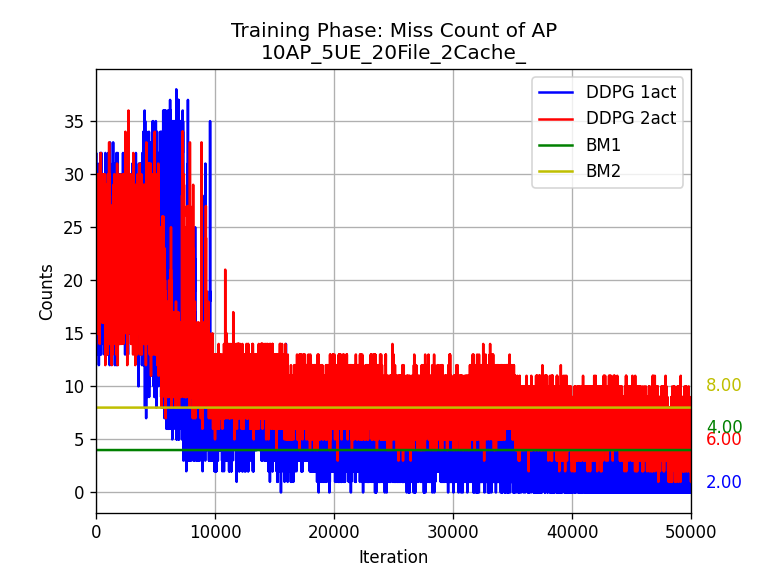 Training Phase: Miss Count of AP
10AP_5UE_20File_2Cache_
DDPG 1act
DDPG 2act
BM1
BM2
Counts
35
30
25
20
15
10
5
0
8.00
4.00
6.00
2.00
0 10000 20000 30000 40000 50000
Iteration